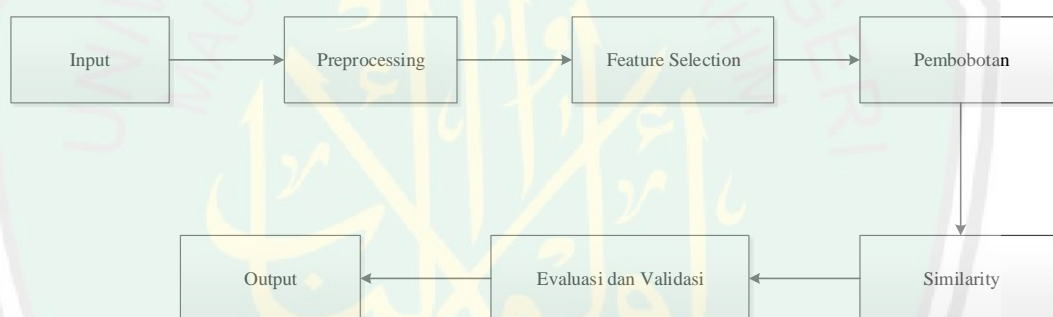 Input
Preprocessing
Feature Selection
Pembobotan
Similarity
Evaluasi dan Validasi
Output